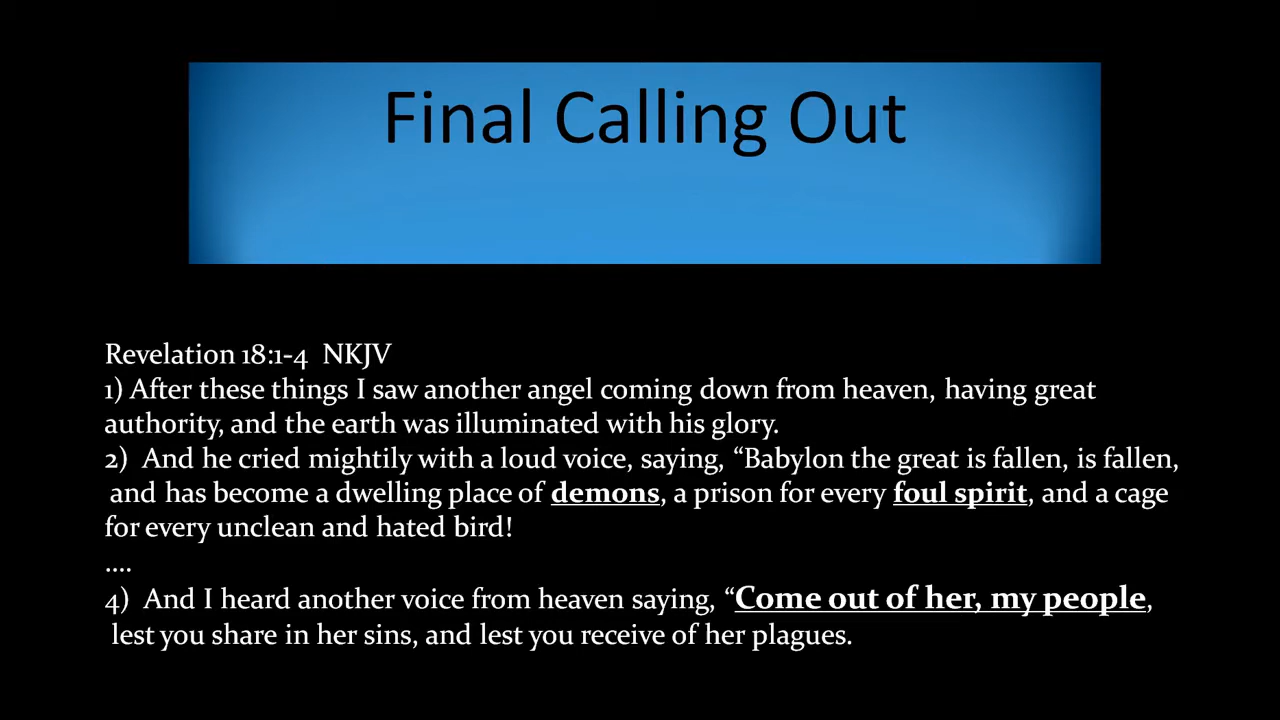 Final Calling Out
Revelation 18:1-4  NKJV
1) After these things I saw another angel coming down from heaven, having great
authority, and the earth was illuminated with his glory.
2)  And he cried mightily with a loud voice, saying, “Babylon the great is fallen, is fallen,
and has become a dwelling place of demons, a prison for every foul spirit, and a cage
for every unclean and hated bird!
....
4)  And I heard another voice from heaven saying, “Come out of her, my people,
lest you share in her sins, and lest you receive of her plagues.